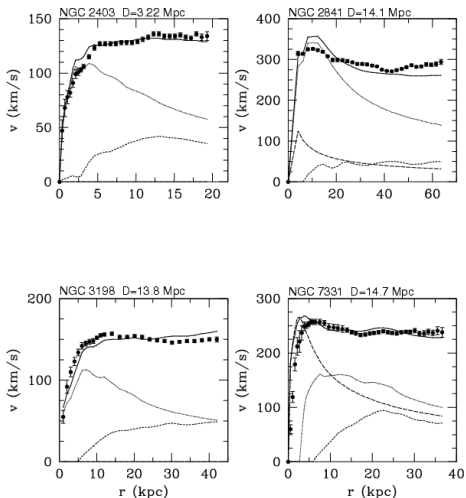 NGC 2403 D=3.22 Mpc
NGC 2841 D=14.1 Mpc
150
100
50
0
v (km/s)
0 5 10 15 20
400
300
200
100
0
v (km/s)
0 20 40 60
NGC 3198 D=13.8 Mpc
NGC 7331 D=14.7 Mpc
200
150
100
50
0
v (km/s)
0 10 20 30 40
r (kpc)
300
200
100
0
v (km/s)
0 10 20 30 40
r (kpc)